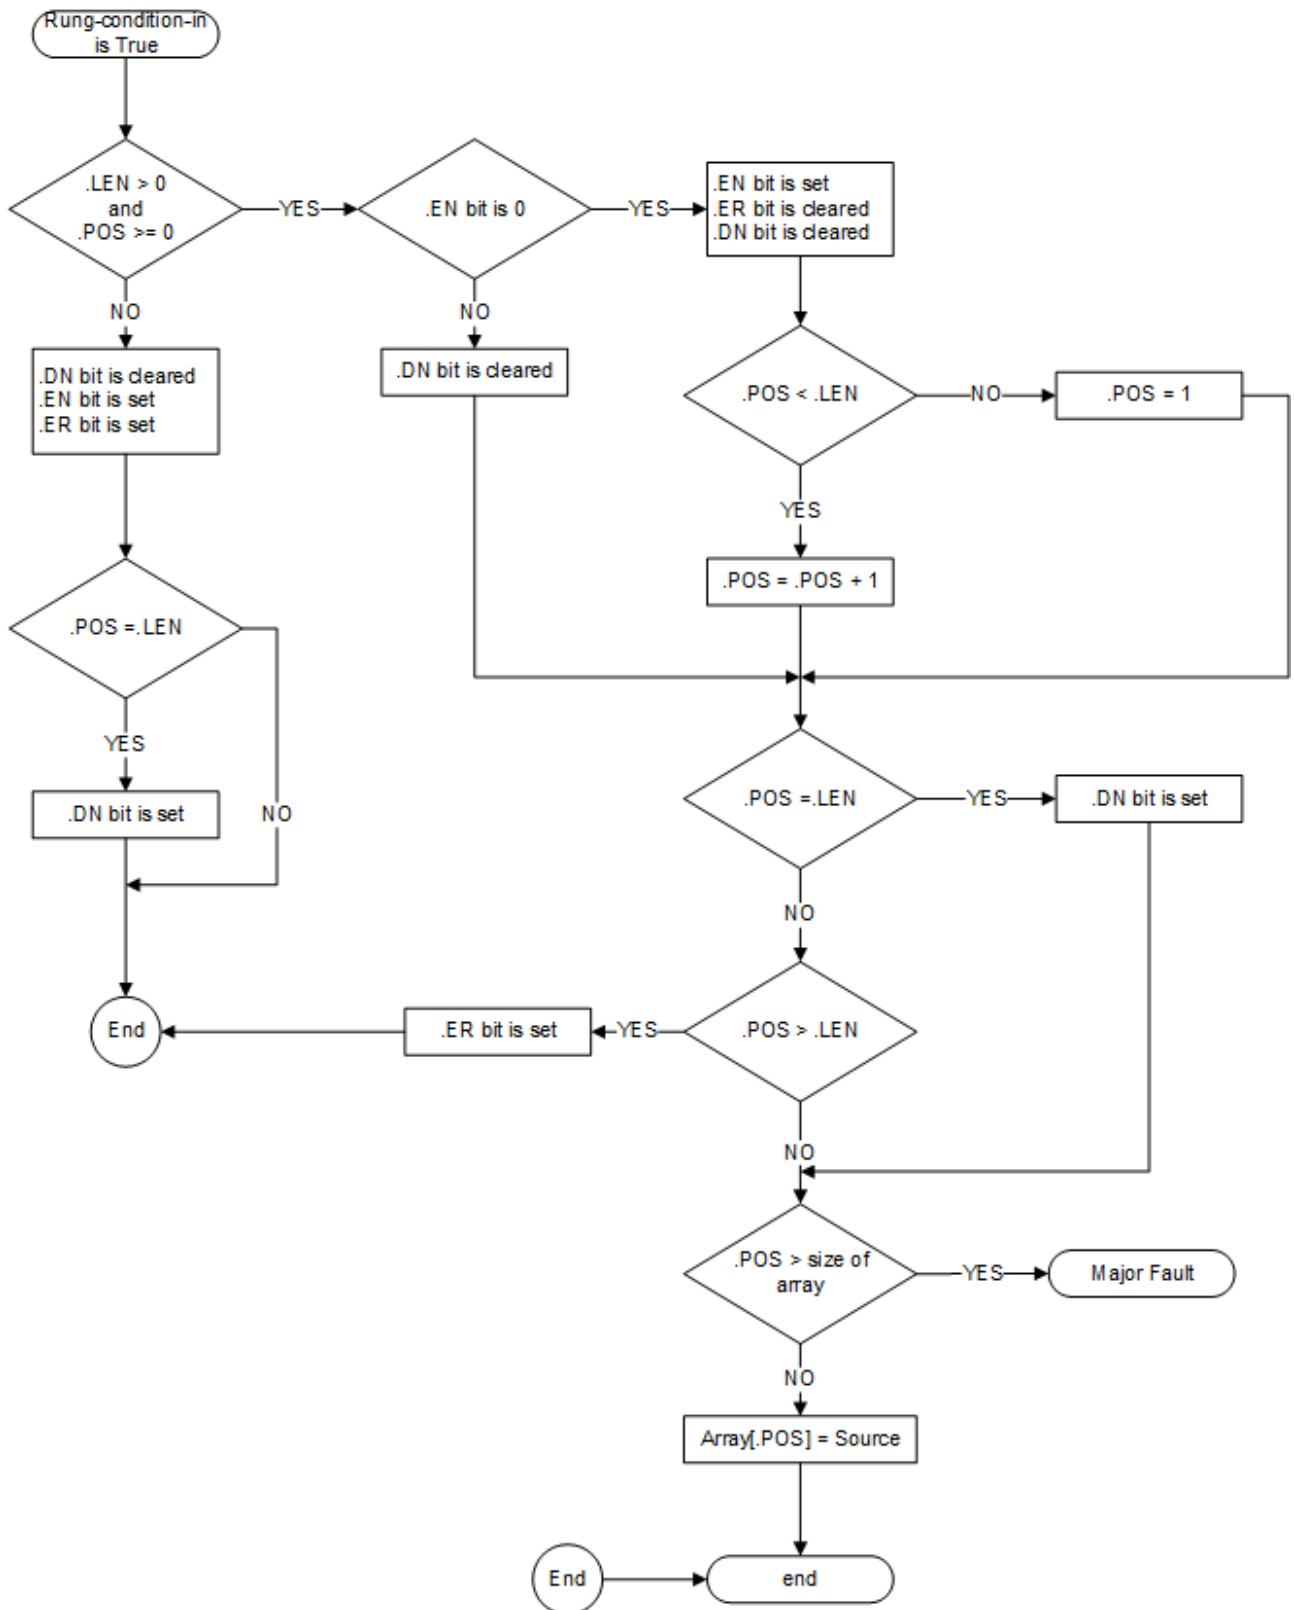 Rung-condition-in
is True
.LEN > 0
and
.POS >= 0
YES
.EN bit is 0
YES
.EN bit is set
.ER bit is cleared
.DN bit is cleared
NO
NO
.DN bit is cleared
.EN bit is set
.ER bit is set
.DN bit is cleared
.POS < .LEN
NO
.POS = 1
YES
.POS = .POS + 1
.POS =.LEN
YES
.DN bit is set
NO
.POS =.LEN
YES
.DN bit is set
NO
.POS > .LEN
YES
.ER bit is set
End
NO
.POS > size of
array
YES
Major Fault
NO
Array[.POS] = Source
End
end